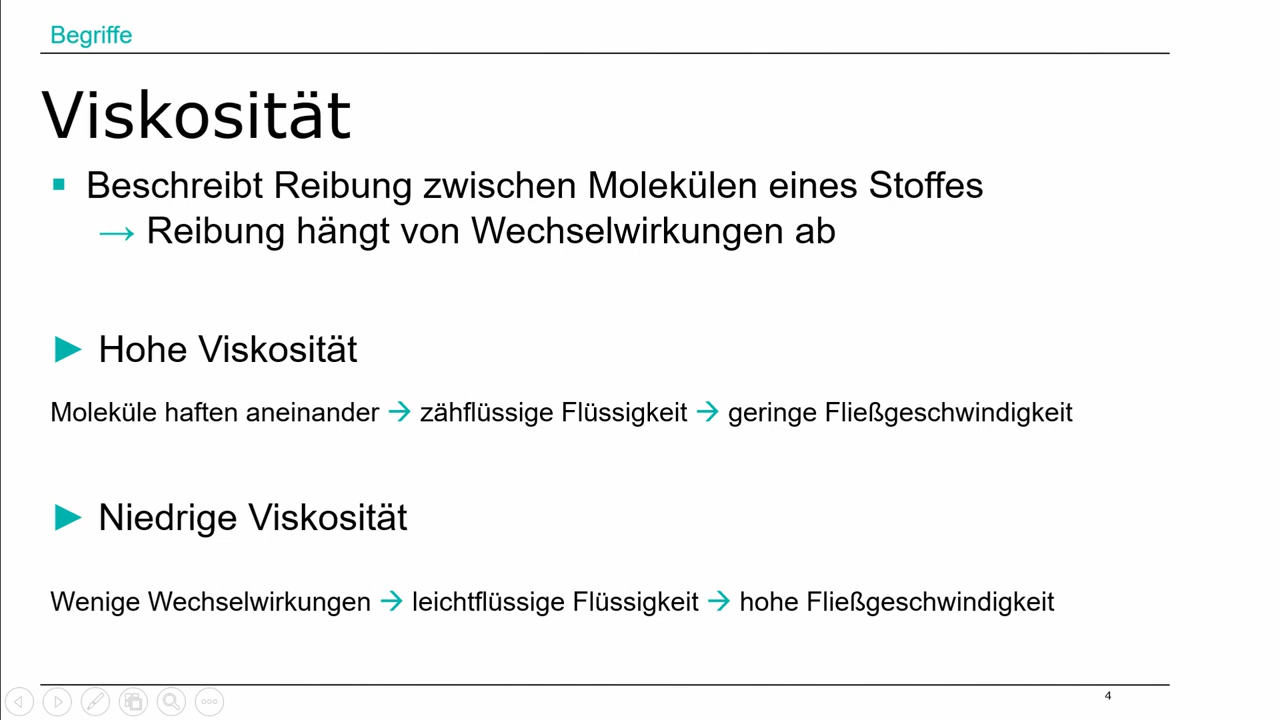 Begriffe
Viskosität
▪ Beschreibt Reibung zwischen Molekülen eines Stoffes
→ Reibung hängt von Wechselwirkungen ab
► Hohe Viskosität
Moleküle haften aneinander → zähflüssige Flüssigkeit → geringe Fließgeschwindigkeit
► Niedrige Viskosität
Wenige Wechselwirkungen → leichtflüssige Flüssigkeit → hohe Fließgeschwindigkeit
4